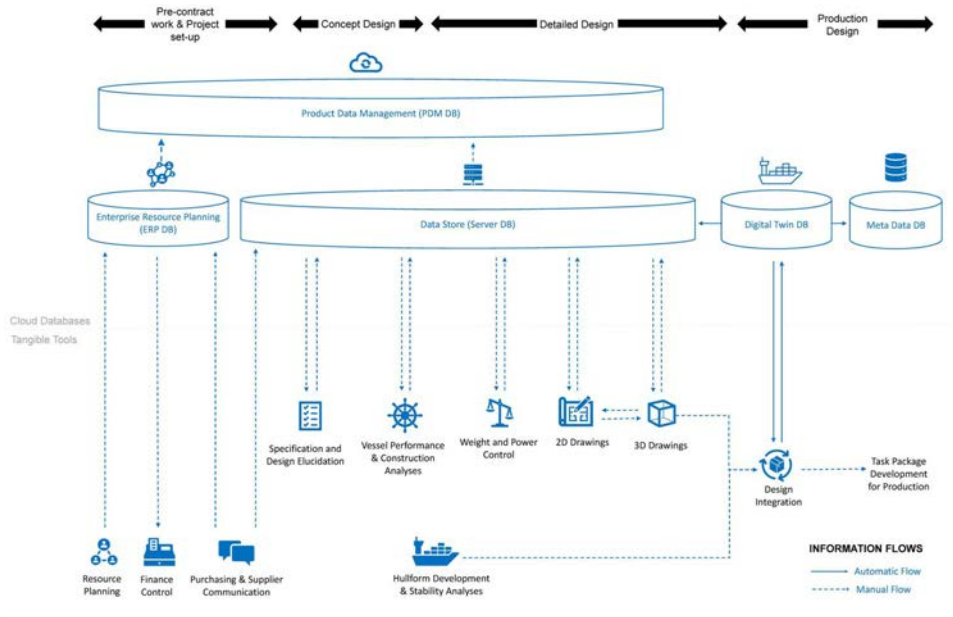 Pre-contract
work & Project
set-up
Concept Design
Detailed Design
Production
Design
Product Data Management (PDM DB)
Enterprise Resource Planning
(ERP DB)
Data Store (Server DB)
Digital Twin DB
Meta Data DB
Cloud Databases
Tangible Tools
Specification and
Design Elucidation
Vessel Performance
& Construction
Analyses
Weight and Power
Control
2D Drawings
3D Drawings
Design
Integration
Task Package
Development
for Production
Resource
Planning
Finance
Control
Purchasing & Supplier
Communication
Hullform Development
& Stability Analyses
INFORMATION FLOWS
Automatic Flow
Manual Flow